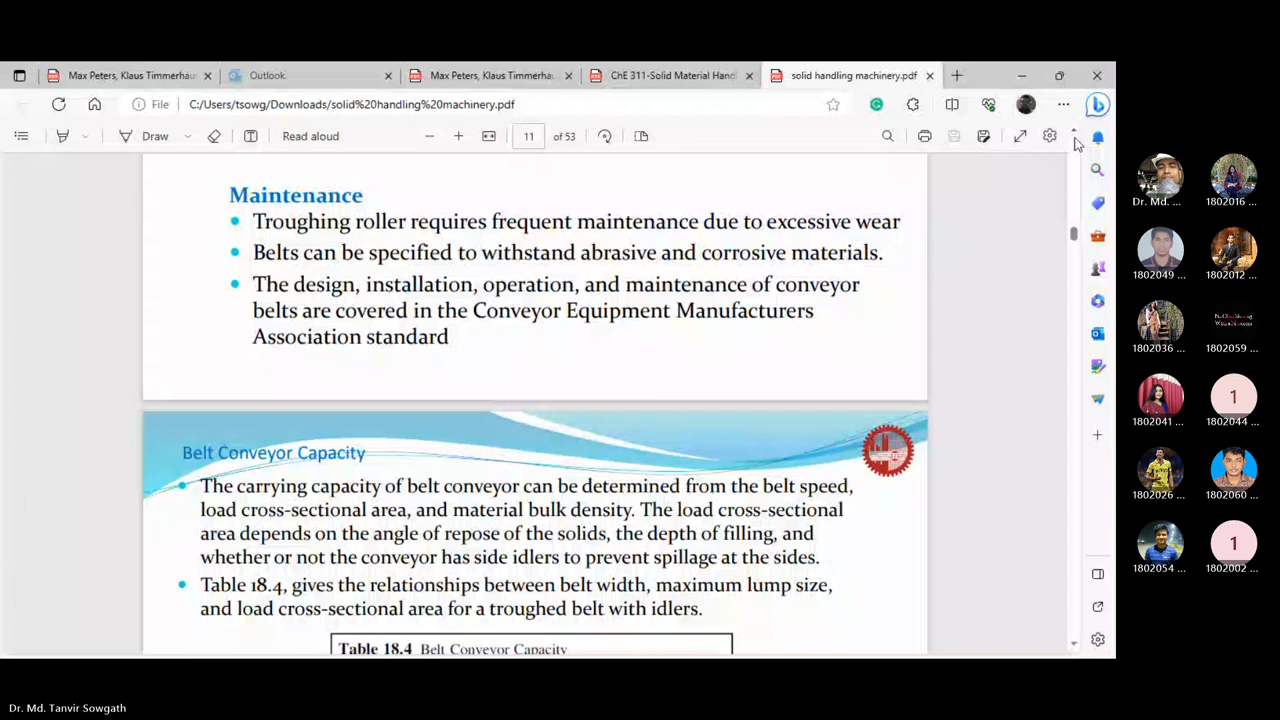 Max Peters, Klaus Timmerhau
Outlook
Max Peters, Klaus Timmerha
ChE 311-Solid Material Hand
solid handling machinery.pdf
File
C:/Users/tsowg/Downloads/solid%20handling%20machinery.pdf
Draw
Read aloud
11 of 53
Maintenance
• Troughing roller requires frequent maintenance due to excessive wear
• Belts can be specified to withstand abrasive and corrosive materials.
• The design, installation, operation, and maintenance of conveyor
belts are covered in the Conveyor Equipment Manufacturers
Association standard
Belt Conveyor Capacity
• The carrying capacity of belt conveyor can be determined from the belt speed,
load cross-sectional area, and material bulk density. The load cross-sectional
area depends on the angle of repose of the solids, the depth of filling, and
whether or not the conveyor has side idlers to prevent spillage at the sides.
• Table 18.4, gives the relationships between belt width, maximum lump size,
and load cross-sectional area for a troughed belt with idlers.
Table 18.4 Belt Conveyor Capacity
Dr. Md. ...
1802016 ...
1802049 ...
1802012 ...
1802036 ...
1802059 ...
1
1802041 ...
1802044 ...
1802026 ...
1802060 ...
1
1802054 ...
1802002 ...
Dr. Md. Tanvir Sowgath